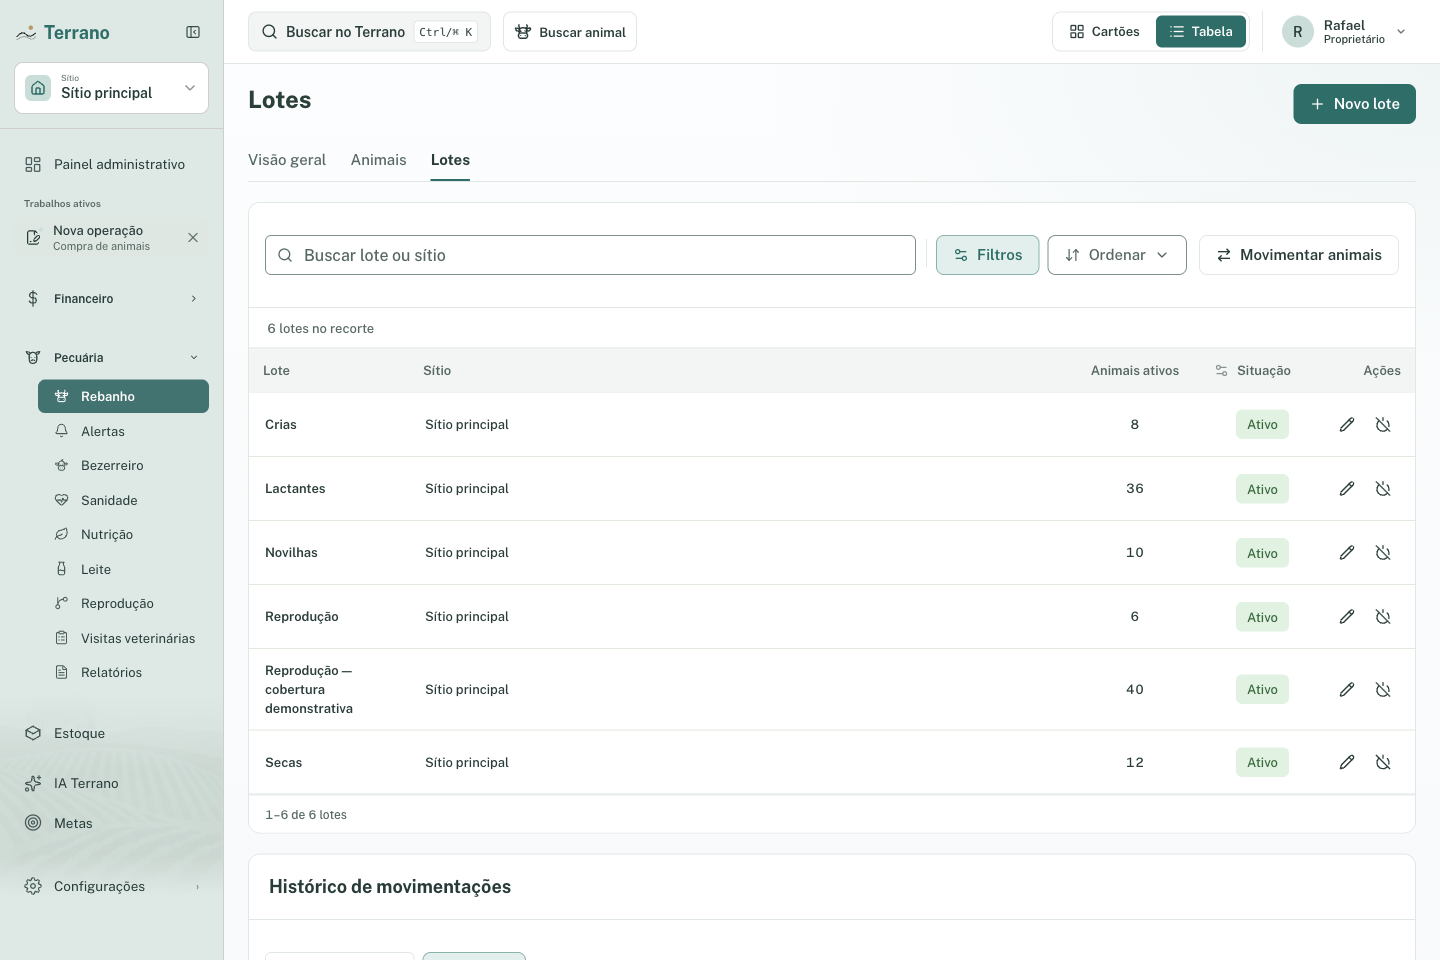 Terrano
Sítio
Sítio principal
Painel administrativo
Trabalhos ativos
Nova operação
Compra de animais
Financeiro
Pecuária
Rebanho
Alertas
Bezerreiro
Sanidade
Nutrição
Leite
Reprodução
Visitas veterinárias
Relatórios
Estoque
IA Terrano
Metas
Configurações
Buscar no Terrano Ctrl/⌘ K
Buscar animal
Cartões
Tabela
R
Rafael
Proprietário
Lotes
Novo lote
Visão geral Animais Lotes
Buscar lote ou sítio
Filtros
Ordenar
Movimentar animais
6 lotes no recorte
Lote Sítio Animais ativos Situação Ações
Crias Sítio principal 8 Ativo
Lactantes Sítio principal 36 Ativo
Novilhas Sítio principal 10 Ativo
Reprodução Sítio principal 6 Ativo
Reprodução —
cobertura
demonstrativa
Sítio principal 40 Ativo
Secas Sítio principal 12 Ativo
1–6 de 6 lotes
Histórico de movimentações